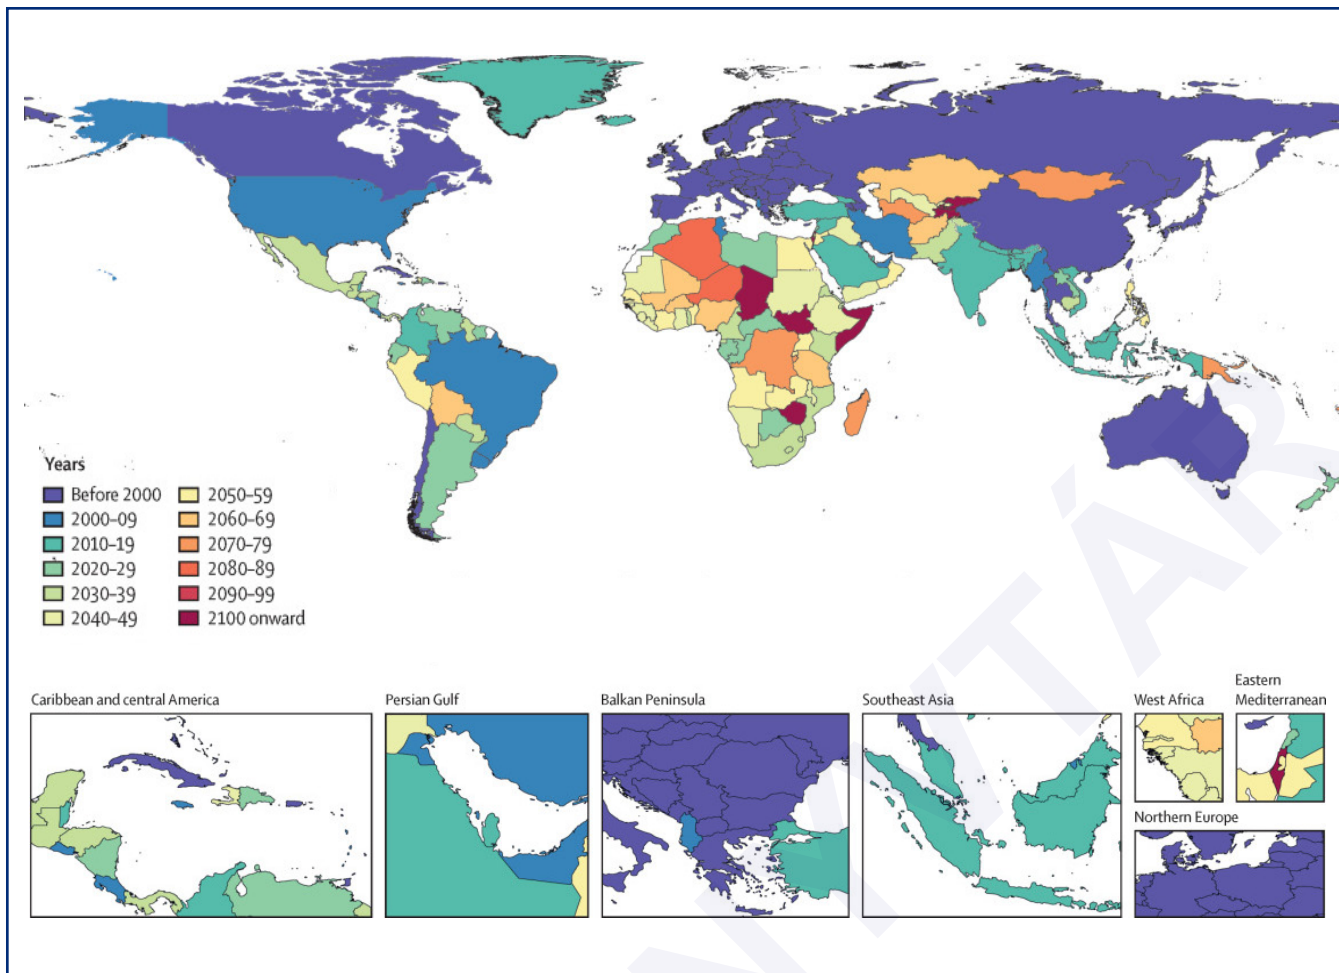 Years
Before 2000
2000–09
2010–19
2020–29
2030–39
2040–49
2050–59
2060–69
2070–79
2080–89
2090–99
2100 onward
Caribbean and central America
Persian Gulf
Balkan Peninsula
Southeast Asia
West Africa
Eastern
Mediterranean
Northern Europe
NYVTÁR